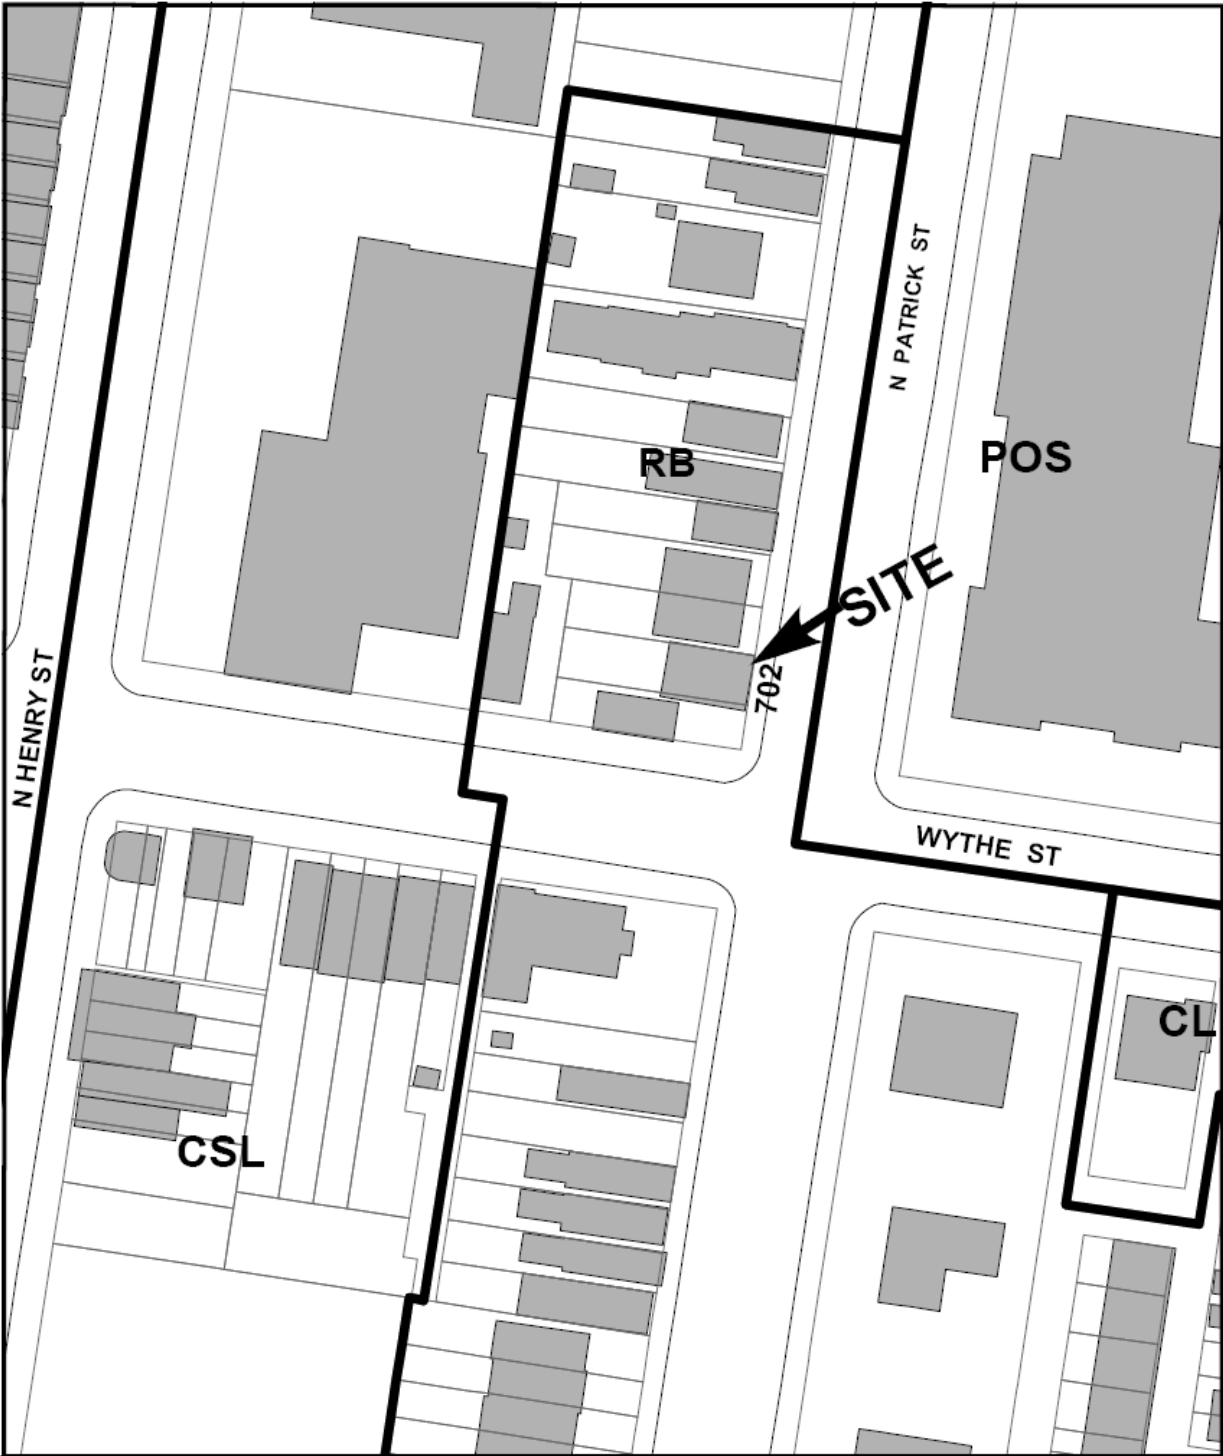 N PATRICK ST
RB
POS
SITE
702
N HENRY ST
WYTHE ST
CL
CSL